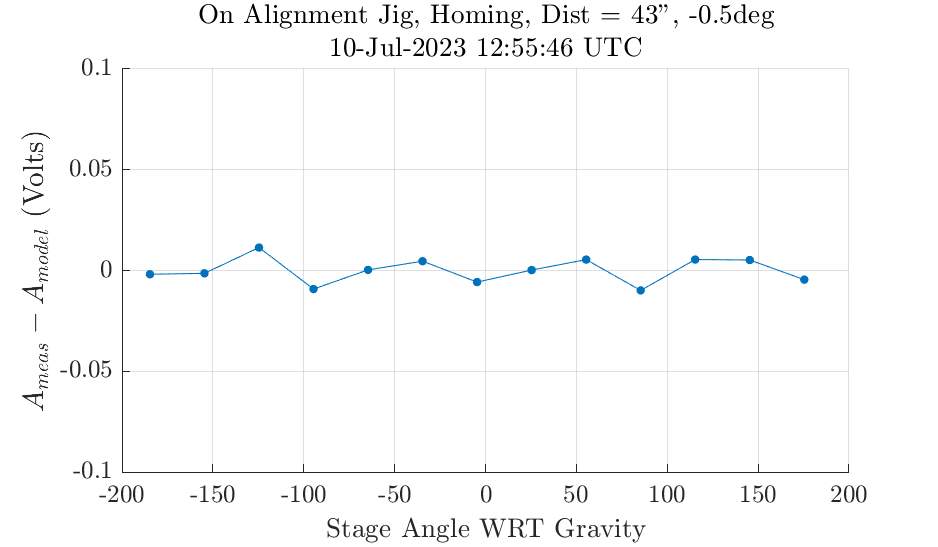 On Alignment Jig, Homing, Dist = 43”, -0.5deg
10-Jul-2023 12:55:46 UTC
0.1
0.05
0
-0.05
-0.1
A_meas − A_model (Volts)
-200 -150 -100 -50 0 50 100 150 200
Stage Angle WRT Gravity